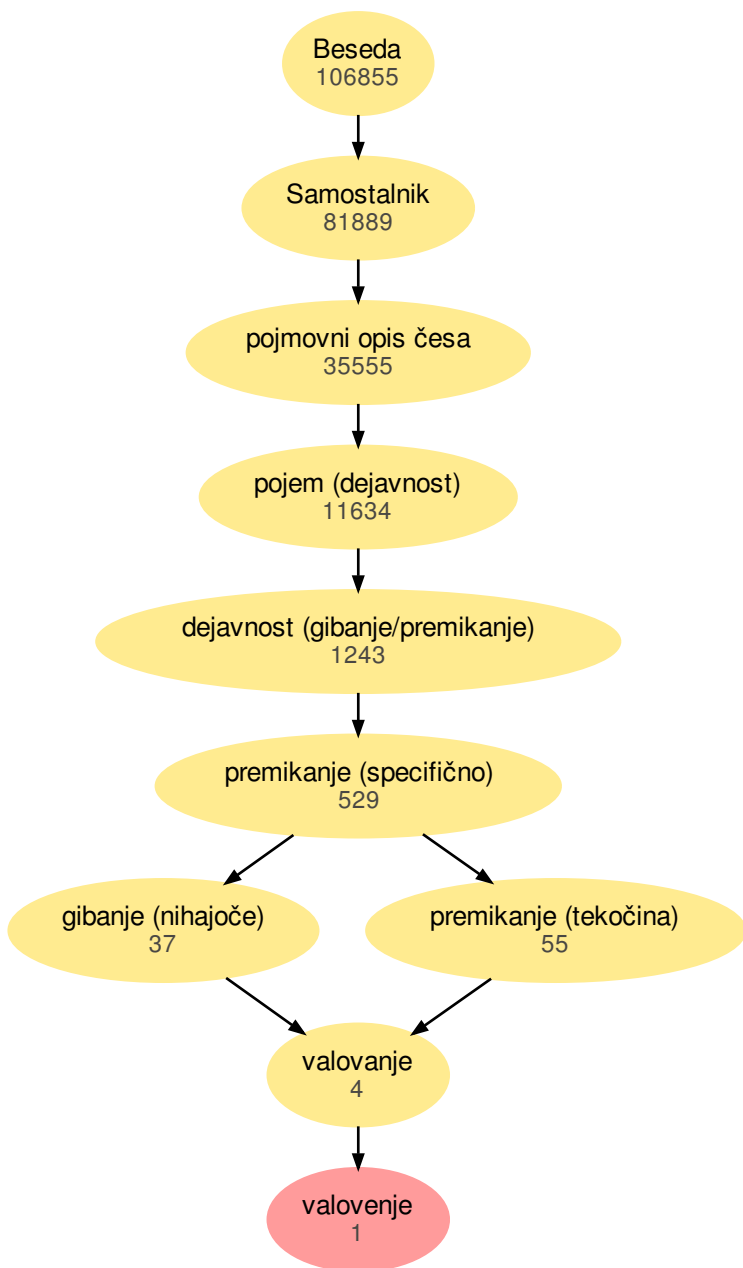 Beseda
106855
Samostalnik
81889
pojmovni opis česa
35555
pojem (dejavnost)
11634
dejavnost (gibanje/premikanje)
1243
premikanje (specifično)
529
gibanje (nihajoče)
37
premikanje (tekočina)
55
valovanje
4
valovenje
1